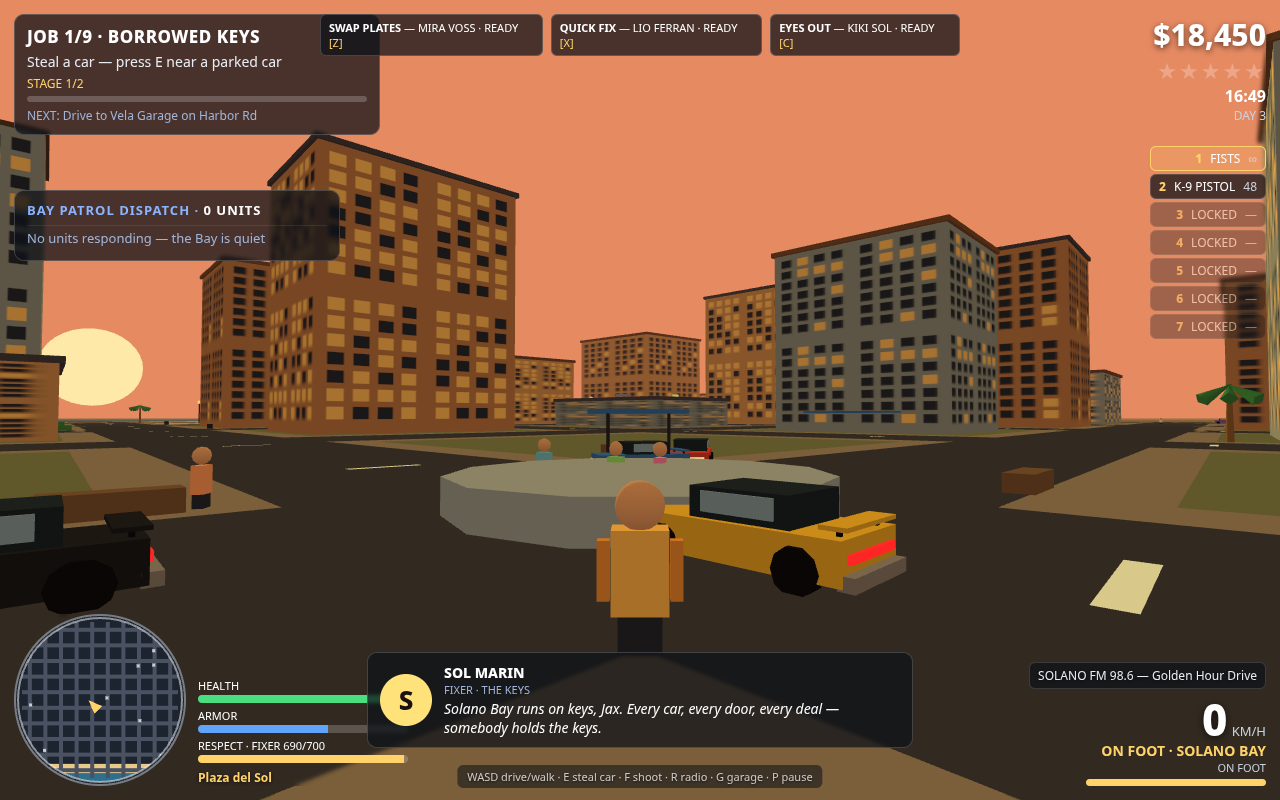 JOB 1/9 · BORROWED KEYS
Steal a car — press E near a parked car
STAGE 1/2
NEXT: Drive to Vela Garage on Harbor Rd
SWAP PLATES — MIRA VOSS · READY
[Z]
QUICK FIX — LIO FERRAN · READY
[X]
EYES OUT — KIKI SOL · READY
[C]
$18,450
★★★★★
16:49
DAY 3
1 FISTS ∞
2 K-9 PISTOL 48
3 LOCKED —
4 LOCKED —
5 LOCKED —
6 LOCKED —
7 LOCKED —
BAY PATROL DISPATCH · 0 UNITS
No units responding — the Bay is quiet
HEALTH
ARMOR
RESPECT · FIXER 690/700
Plaza del Sol
S
SOL MARIN
FIXER · THE KEYS
Solano Bay runs on keys, Jax. Every car, every door, every deal —
somebody holds the keys.
WASD drive/walk · E steal car · F shoot · R radio · G garage · P pause
SOLANO FM 98.6 — Golden Hour Drive
0 KM/H
ON FOOT · SOLANO BAY
ON FOOT